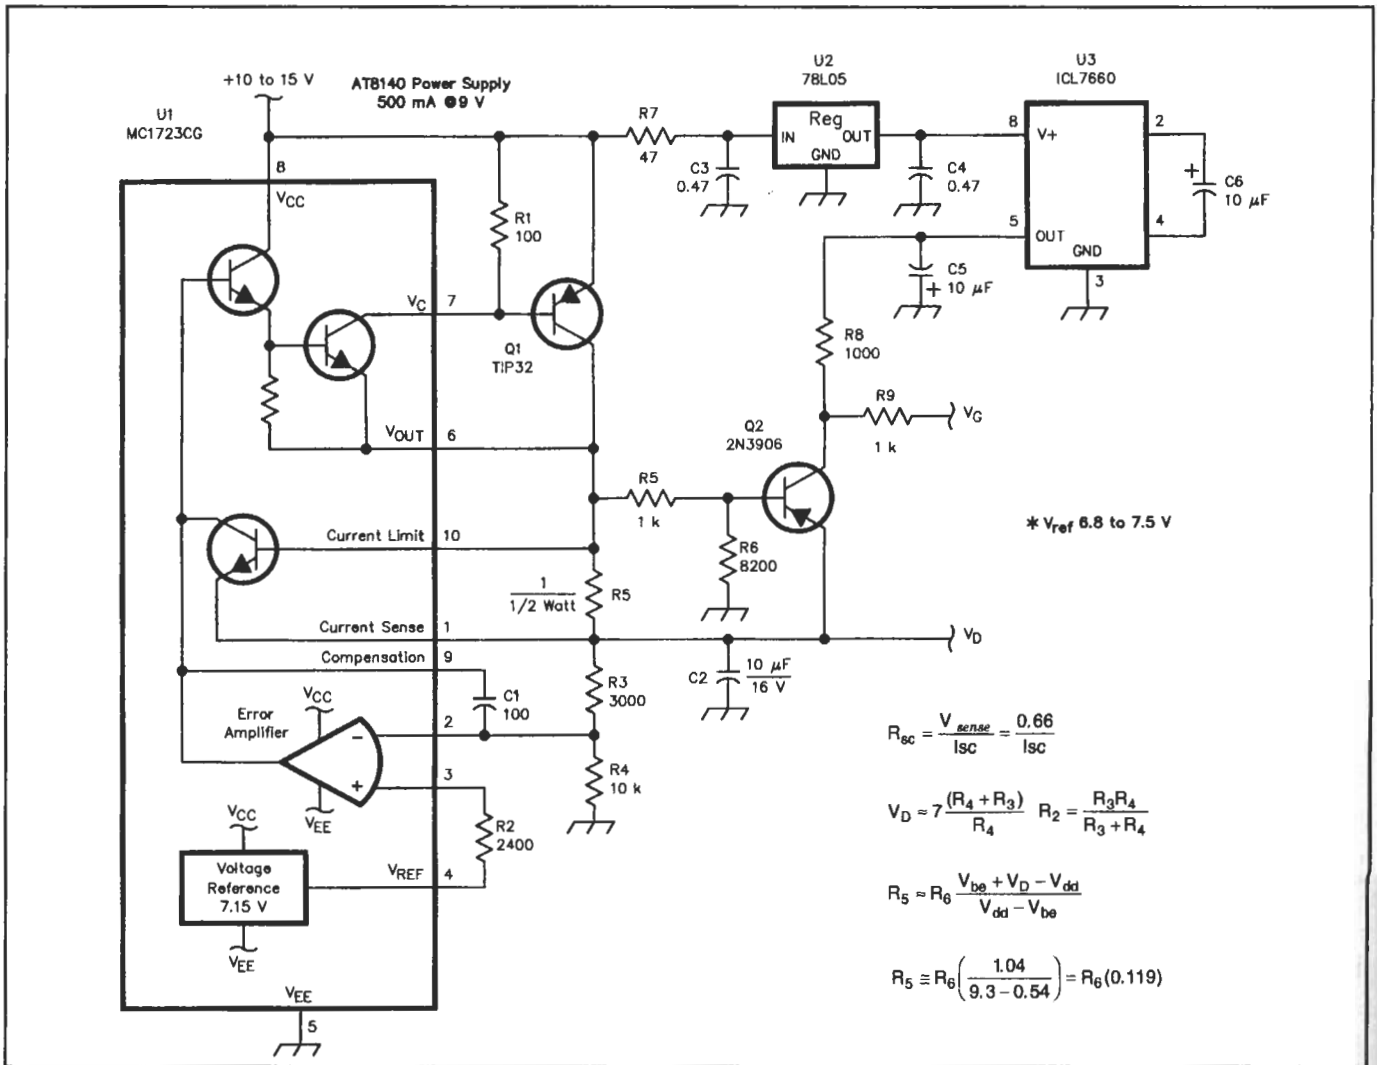 +10 to 15 V
AT8140 Power Supply
500 mA @ 9 V
U1
MC1723CG
8
VCC
R1
100
VC
7
Q1
TIP32
VOUT
6
Current Limit
10
Current Sense
1
Compensation
9
C1
100
VCC
Error
Amplifier
−
+
VEE
2
3
R2
2400
VCC
Voltage
Reference
7.15 V
VREF
4
VEE
VEE
5
R7
47
C3
0.47
U2
78L05
Reg
IN
OUT
GND
C4
0.47
U3
ICL7660
8
V+
2
+
C6
10 µF
4
5
OUT
GND
3
C5
+
10 µF
R8
1000
R9
1 k
VG
Q2
2N3906
R5
1 k
R6
8200
1
1/2 Watt
R5
VD
R3
3000
C2
10 µF
16 V
R4
10 k
* Vref 6.8 to 7.5 V
Rsc = Vsense / Isc = 0.66 / Isc
VD ≈ 7 (R4 + R3) / R4 R2 = R3R4 / R3 + R4
R5 ≈ R6 Vbe + VD − Vdd / Vdd − Vbe
R5 ≅ R6 ( 1.04 / 9.3 − 0.54 ) = R6 (0.119)